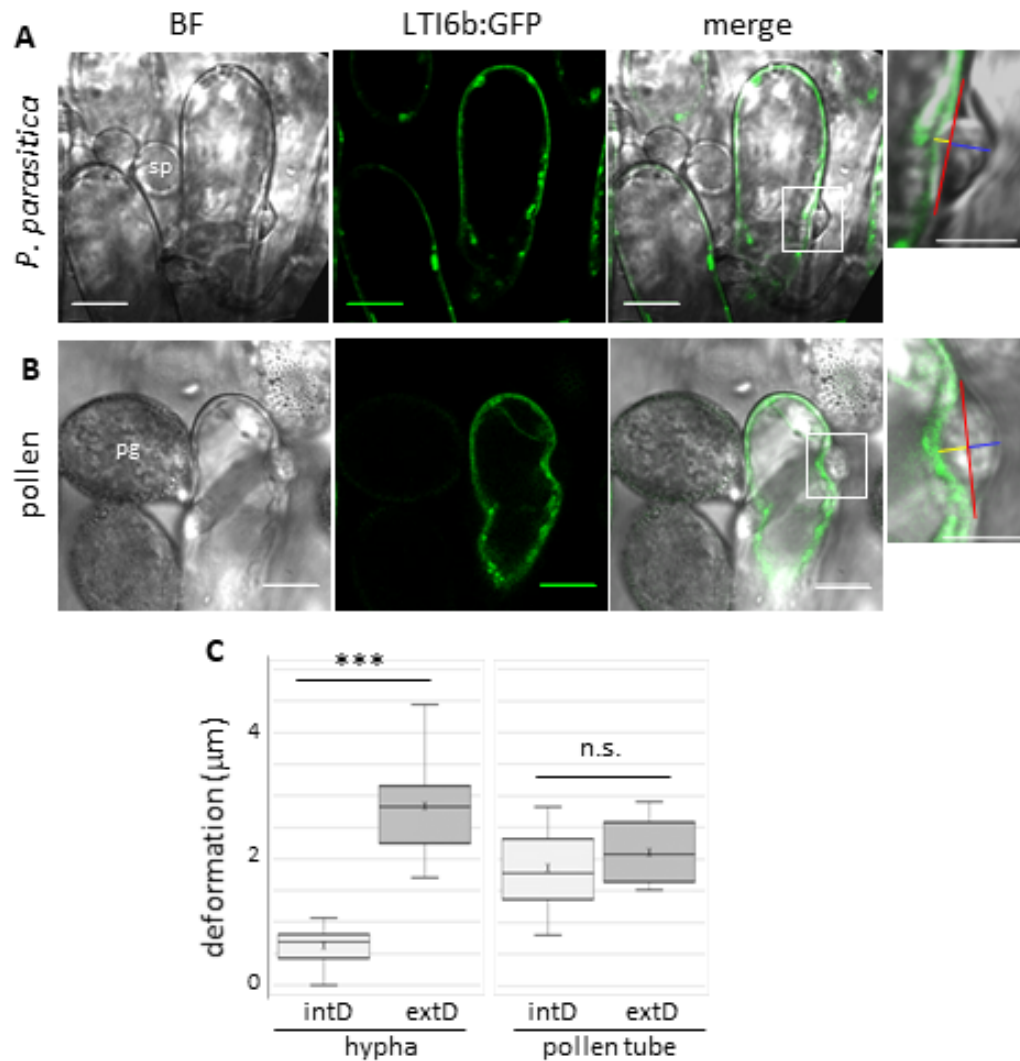 A
BF
LTI6b:GFP
merge
P. parasitica
sp
B
pollen
pg
C
***
n.s.
deformation (μm)
4
2
0
intD extD intD extD
hypha pollen tube